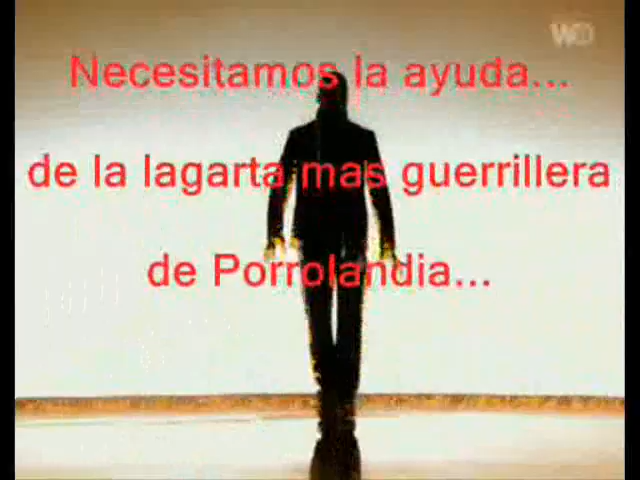 Necesitamos la ayuda...
de la lagarta mas guerrillera
de Porrolandia...